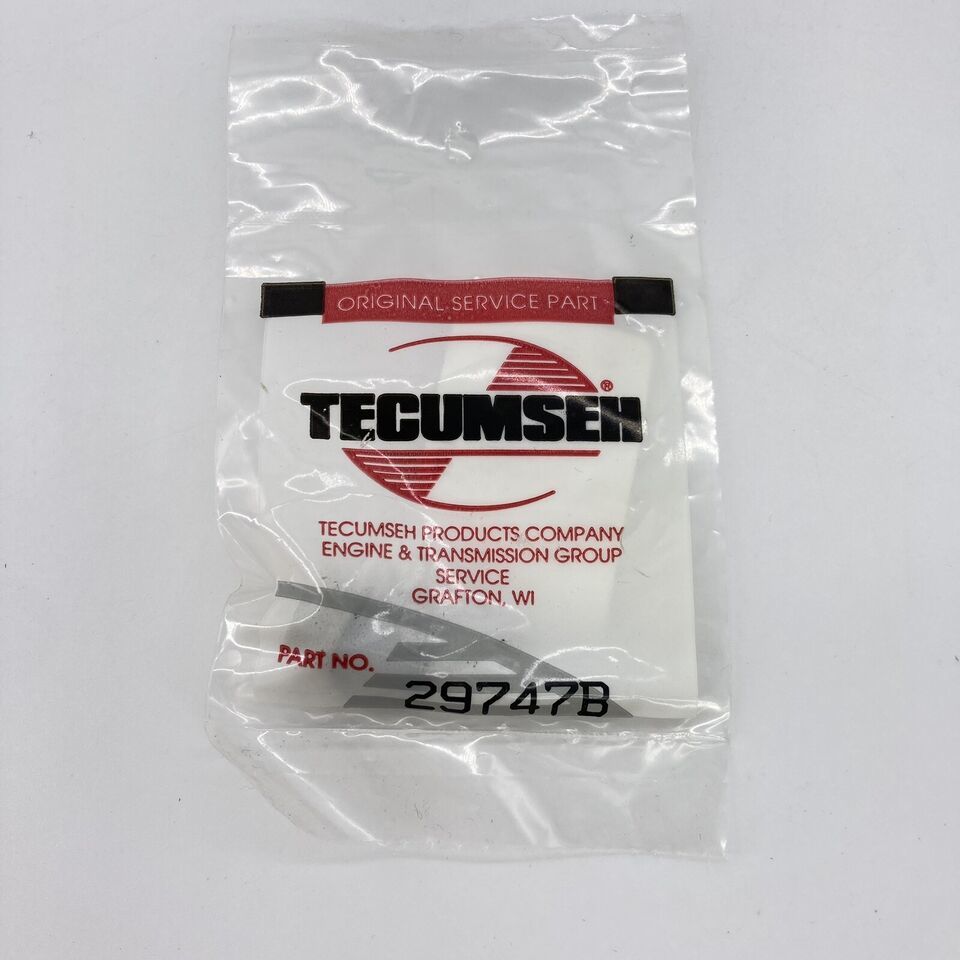 ORIGINAL SERVICE PART
TECUMSEH®
TECUMSEH PRODUCTS COMPANY
ENGINE & TRANSMISSION GROUP
SERVICE
GRAFTON, WI
PART NO.
29747B